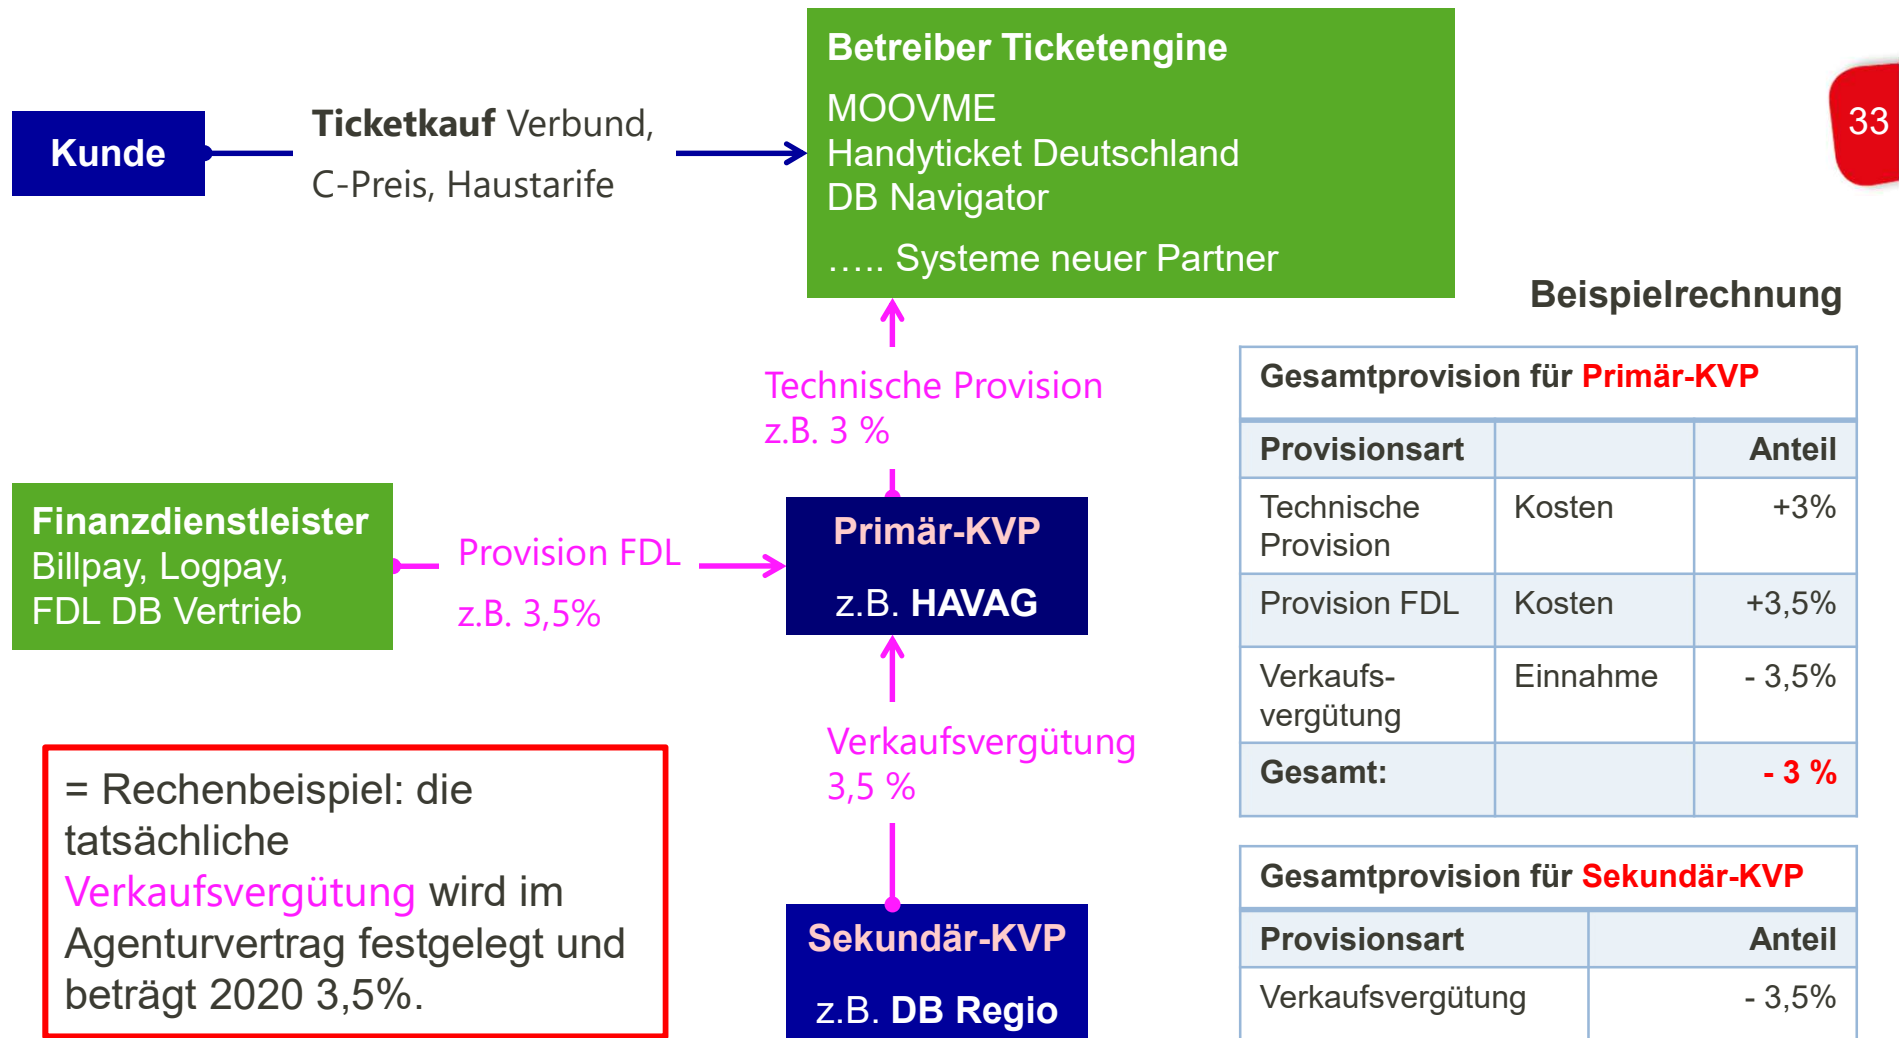 Betreiber Ticketengine
MOOVME
Handyticket Deutschland
DB Navigator
….. Systeme neuer Partner
33
Kunde
Ticketkauf Verbund,
C-Preis, Haustarife
Technische Provision
z.B. 3 %
Finanzdienstleister
Billpay, Logpay,
FDL DB Vertrieb
Provision FDL
z.B. 3,5%
Primär-KVP
z.B. HAVAG
Verkaufsvergütung
3,5 %
Sekundär-KVP
z.B. DB Regio
= Rechenbeispiel: die
tatsächliche
Verkaufsvergütung wird im
Agenturvertrag festgelegt und
beträgt 2020 3,5%.
Beispielrechnung
Gesamtprovision für Primär-KVP
Provisionsart Anteil
Technische Kosten +3%
Provision
Provision FDL Kosten +3,5%
Verkaufs- Einnahme - 3,5%
vergütung
Gesamt: - 3 %
Gesamtprovision für Sekundär-KVP
Provisionsart Anteil
Verkaufsvergütung - 3,5%